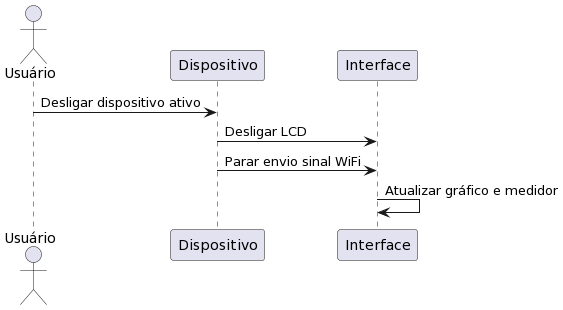 Usuário
Dispositivo
Interface
Desligar dispositivo ativo
Desligar LCD
Parar envio sinal WiFi
Atualizar gráfico e medidor
Usuário
Dispositivo
Interface